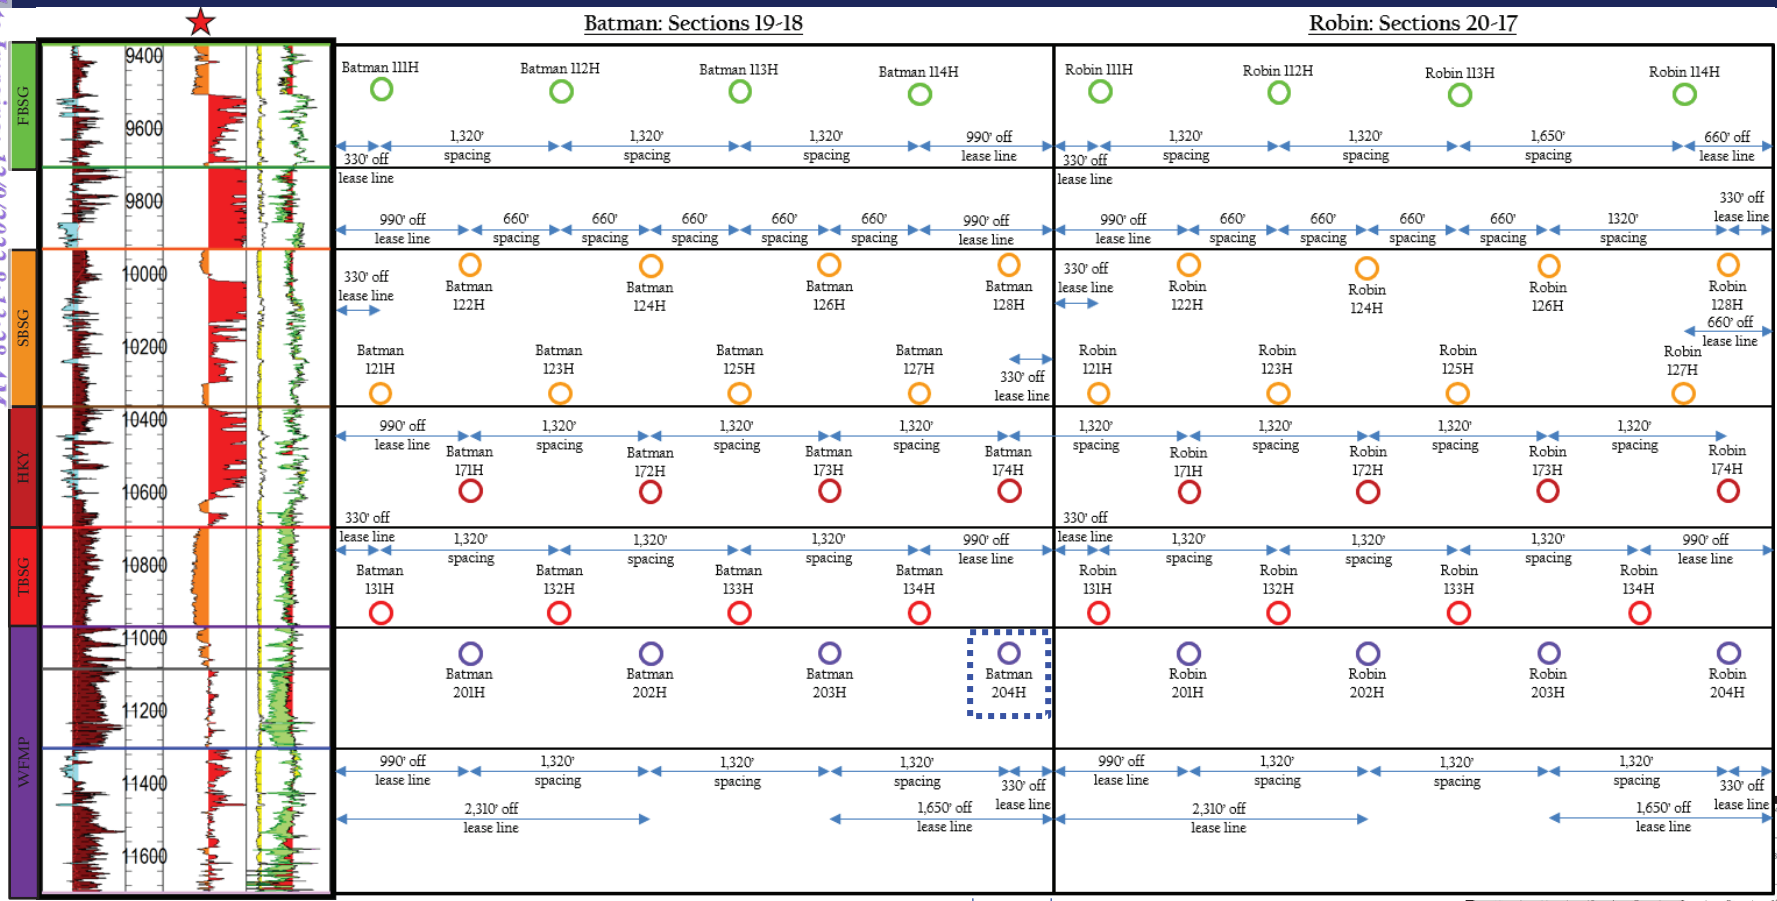 Batman: Sections 19-18
Robin: Sections 20-17
FBSG
SBSG
HKY
TBSG
WFMP
9400
9600
9800
10000
10200
10400
10600
10800
11000
11200
11400
11600
Batman 111H
Batman 112H
Batman 113H
Batman 114H
Robin 111H
Robin 112H
Robin 113H
Robin 114H
330' off
lease line
1,320'
spacing
1,320'
spacing
1,320'
spacing
990' off
lease line
330' off
lease line
1,320'
spacing
1,320'
spacing
1,650'
spacing
660' off
lease line
990' off
lease line
660'
spacing
660'
spacing
660'
spacing
660'
spacing
660'
spacing
990' off
lease line
990' off
lease line
660'
spacing
660'
spacing
660'
spacing
660'
spacing
1320'
spacing
330' off
lease line
330' off
lease line
Batman
122H
Batman
124H
Batman
126H
Batman
128H
330' off
lease line
Robin
122H
Robin
124H
Robin
126H
Robin
128H
660' off
lease line
Batman
121H
Batman
123H
Batman
125H
Batman
127H
330' off
lease line
Robin
121H
Robin
123H
Robin
125H
Robin
127H
990' off
lease line
1,320'
spacing
1,320'
spacing
1,320'
spacing
1,320'
spacing
1,320'
spacing
1,320'
spacing
1,320'
spacing
Batman
171H
Batman
172H
Batman
173H
Batman
174H
Robin
171H
Robin
172H
Robin
173H
Robin
174H
330' off
lease line
1,320'
spacing
1,320'
spacing
1,320'
spacing
990' off
lease line
330' off
lease line
1,320'
spacing
1,320'
spacing
1,320'
spacing
990' off
lease line
Batman
131H
Batman
132H
Batman
133H
Batman
134H
Robin
131H
Robin
132H
Robin
133H
Robin
134H
Batman
201H
Batman
202H
Batman
203H
Batman
204H
Robin
201H
Robin
202H
Robin
203H
Robin
204H
990' off
lease line
1,320'
spacing
1,320'
spacing
1,320'
spacing
330' off
lease line
990' off
lease line
1,320'
spacing
1,320'
spacing
1,320'
spacing
330' off
lease line
2,310' off
lease line
1,650' off
lease line
2,310' off
lease line
1,650' off
lease line